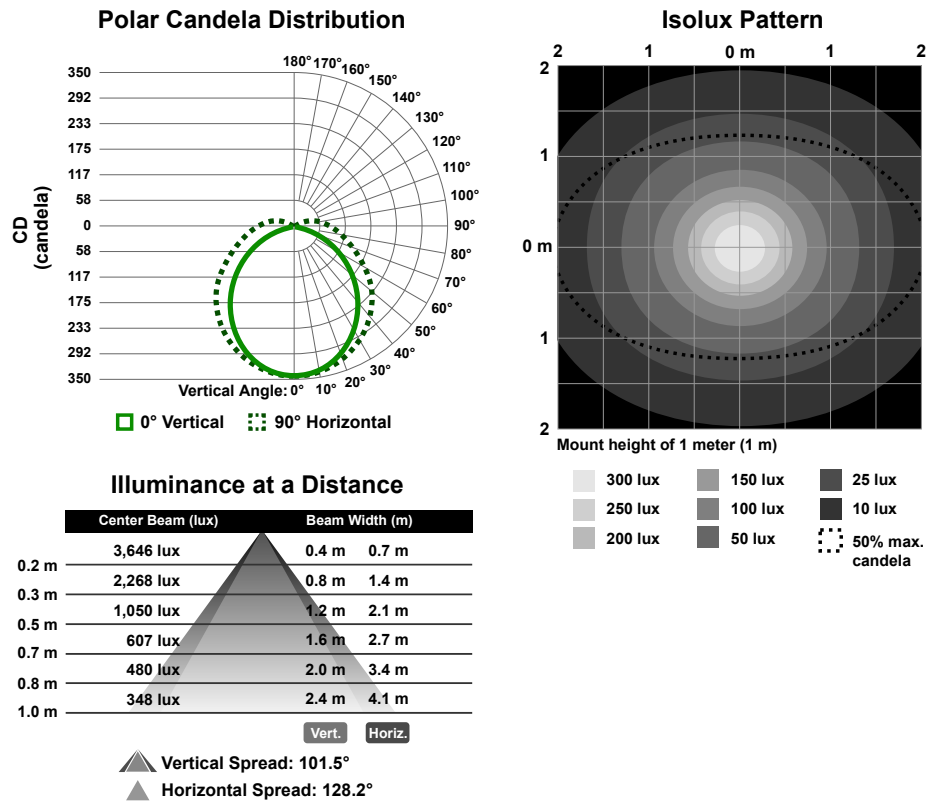 Polar Candela Distribution
180° 170° 160° 150° 140° 130° 120° 110° 100° 90° 80° 70° 60° 50° 40° 30° 20° 10° 0°
350
292
233
175
117
58
0
58
117
175
233
292
350
CD
(candela)
Vertical Angle:
0° Vertical 90° Horizontal
Isolux Pattern
2 1 0 m 1 2
2
1
0 m
1
2
Mount height of 1 meter (1 m)
300 lux 150 lux 25 lux
250 lux 100 lux 10 lux
200 lux 50 lux 50% max.
candela
Illuminance at a Distance
Center Beam (lux) Beam Width (m)
3,646 lux 0.4 m 0.7 m
0.2 m
2,268 lux 0.8 m 1.4 m
0.3 m
1,050 lux 1.2 m 2.1 m
0.5 m
607 lux 1.6 m 2.7 m
0.7 m
480 lux 2.0 m 3.4 m
0.8 m
348 lux 2.4 m 4.1 m
1.0 m
Vert. Horiz.
Vertical Spread: 101.5°
Horizontal Spread: 128.2°